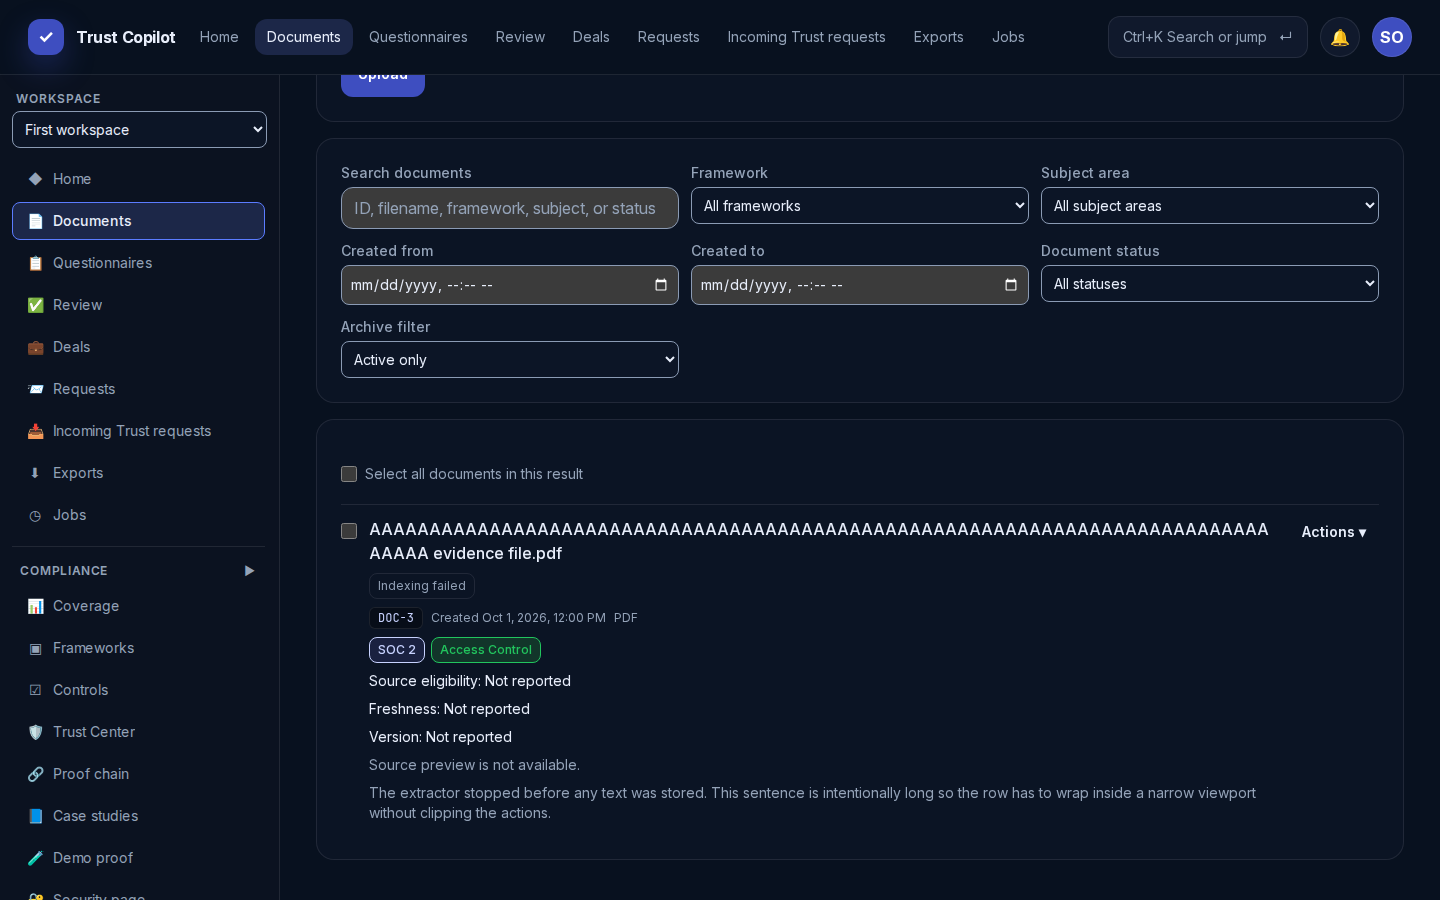 Trust Copilot
Home
Documents
Questionnaires
Review
Deals
Requests
Incoming Trust requests
Exports
Jobs
Ctrl+K Search or jump ↵
SO
WORKSPACE
First workspace
Home
Documents
Questionnaires
Review
Deals
Requests
Incoming Trust requests
Exports
Jobs
COMPLIANCE
Coverage
Frameworks
Controls
Trust Center
Proof chain
Case studies
Demo proof
Security page
Upload
Search documents
ID, filename, framework, subject, or status
Framework
All frameworks
Subject area
All subject areas
Created from
mm/dd/yyyy, --:-- --
Created to
mm/dd/yyyy, --:-- --
Document status
All statuses
Archive filter
Active only
Select all documents in this result
AAAAAAAAAAAAAAAAAAAAAAAAAAAAAAAAAAAAAAAAAAAAAAAAAAAAAAAAAAAAAAAAAAAAAAAAAAA
AAAAA evidence file.pdf
Actions ▾
Indexing failed
DOC-3 Created Oct 1, 2026, 12:00 PM PDF
SOC 2 Access Control
Source eligibility: Not reported
Freshness: Not reported
Version: Not reported
Source preview is not available.
The extractor stopped before any text was stored. This sentence is intentionally long so the row has to wrap inside a narrow viewport
without clipping the actions.